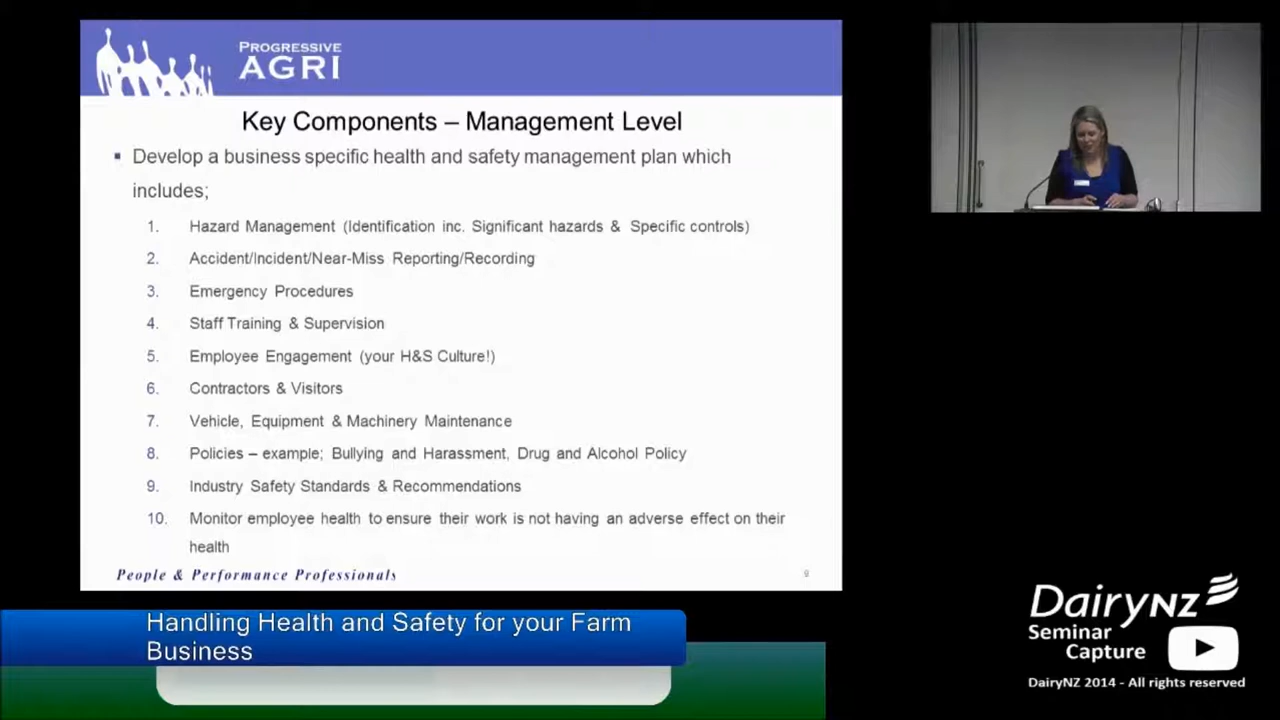 PROGRESSIVE
AGRI
Key Components – Management Level
▪ Develop a business specific health and safety management plan which
includes;
1. Hazard Management (Identification inc. Significant hazards & Specific controls)
2. Accident/Incident/Near-Miss Reporting/Recording
3. Emergency Procedures
4. Staff Training & Supervision
5. Employee Engagement (your H&S Culture!)
6. Contractors & Visitors
7. Vehicle, Equipment & Machinery Maintenance
8. Policies – example; Bullying and Harassment, Drug and Alcohol Policy
9. Industry Safety Standards & Recommendations
10. Monitor employee health to ensure their work is not having an adverse effect on their
health
People & Performance Professionals
9
Handling Health and Safety for your Farm
Business
DairyNZ
Seminar
Capture
DairyNZ 2014 - All rights reserved